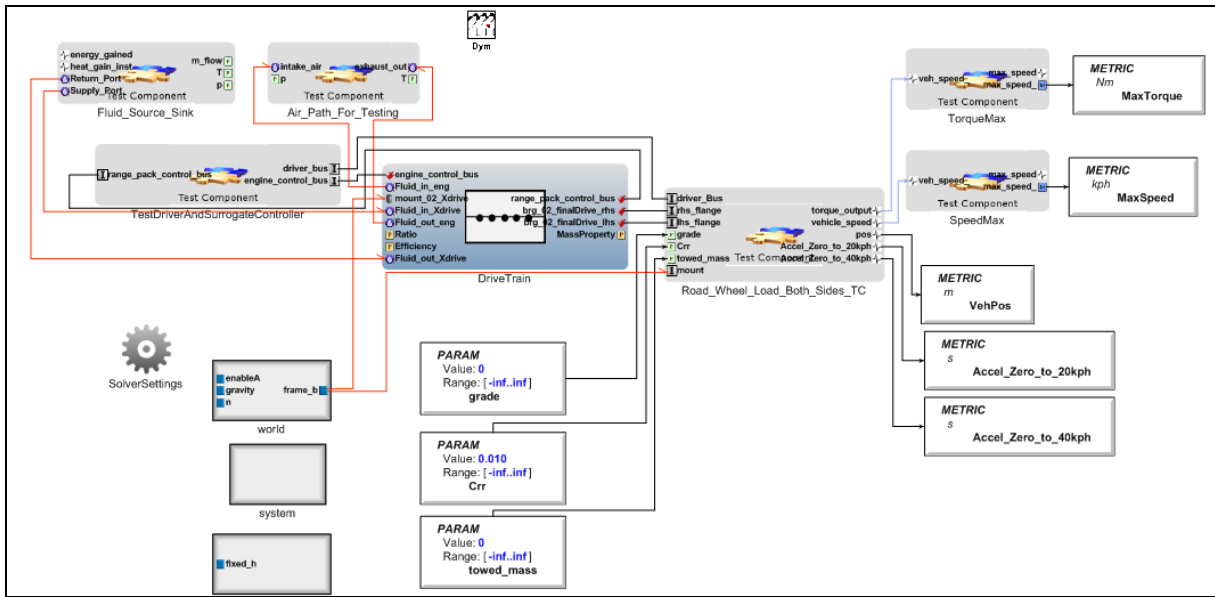 Dym
energy_gained
heat_gain_inst
Return_Port
Supply_Port
m_flow
T
p
Test Component
Fluid_Source_Sink
intake_air
p
exhaust_out
T
Test Component
Air_Path_For_Testing
range_pack_control_bus
driver_bus
engine_control_bus
Test Component
TestDriverAndSurrogateController
engine_control_bus
Fluid_in_eng
mount_02_Xdrive
Fluid_in_Xdrive
Fluid_out_eng
Ratio
Efficiency
Fluid_out_Xdrive
range_pack_control_bus
brg_02_finalDrive_rhs
brg_02_finalDrive_lhs
MassProperty
DriveTrain
driver_Bus
rhs_flange
lhs_flange
grade
Crr
towed_mass
mount
torque_output
vehicle_speed
pos
Accel_Zero_to_20kph
Accel_Zero_to_40kph
Test Component
Road_Wheel_Load_Both_Sides_TC
veh_speed
max_speed
max_speed_
Test Component
TorqueMax
veh_speed
max_speed
max_speed_
Test Component
SpeedMax
METRIC
Nm
MaxTorque
METRIC
kph
MaxSpeed
METRIC
m
VehPos
METRIC
s
Accel_Zero_to_20kph
METRIC
s
Accel_Zero_to_40kph
SolverSettings
enableA
gravity
n
frame_b
world
system
fixed_h
PARAM
Value: 0
Range: [-inf..inf]
grade
PARAM
Value: 0.010
Range: [-inf..inf]
Crr
PARAM
Value: 0
Range: [-inf..inf]
towed_mass